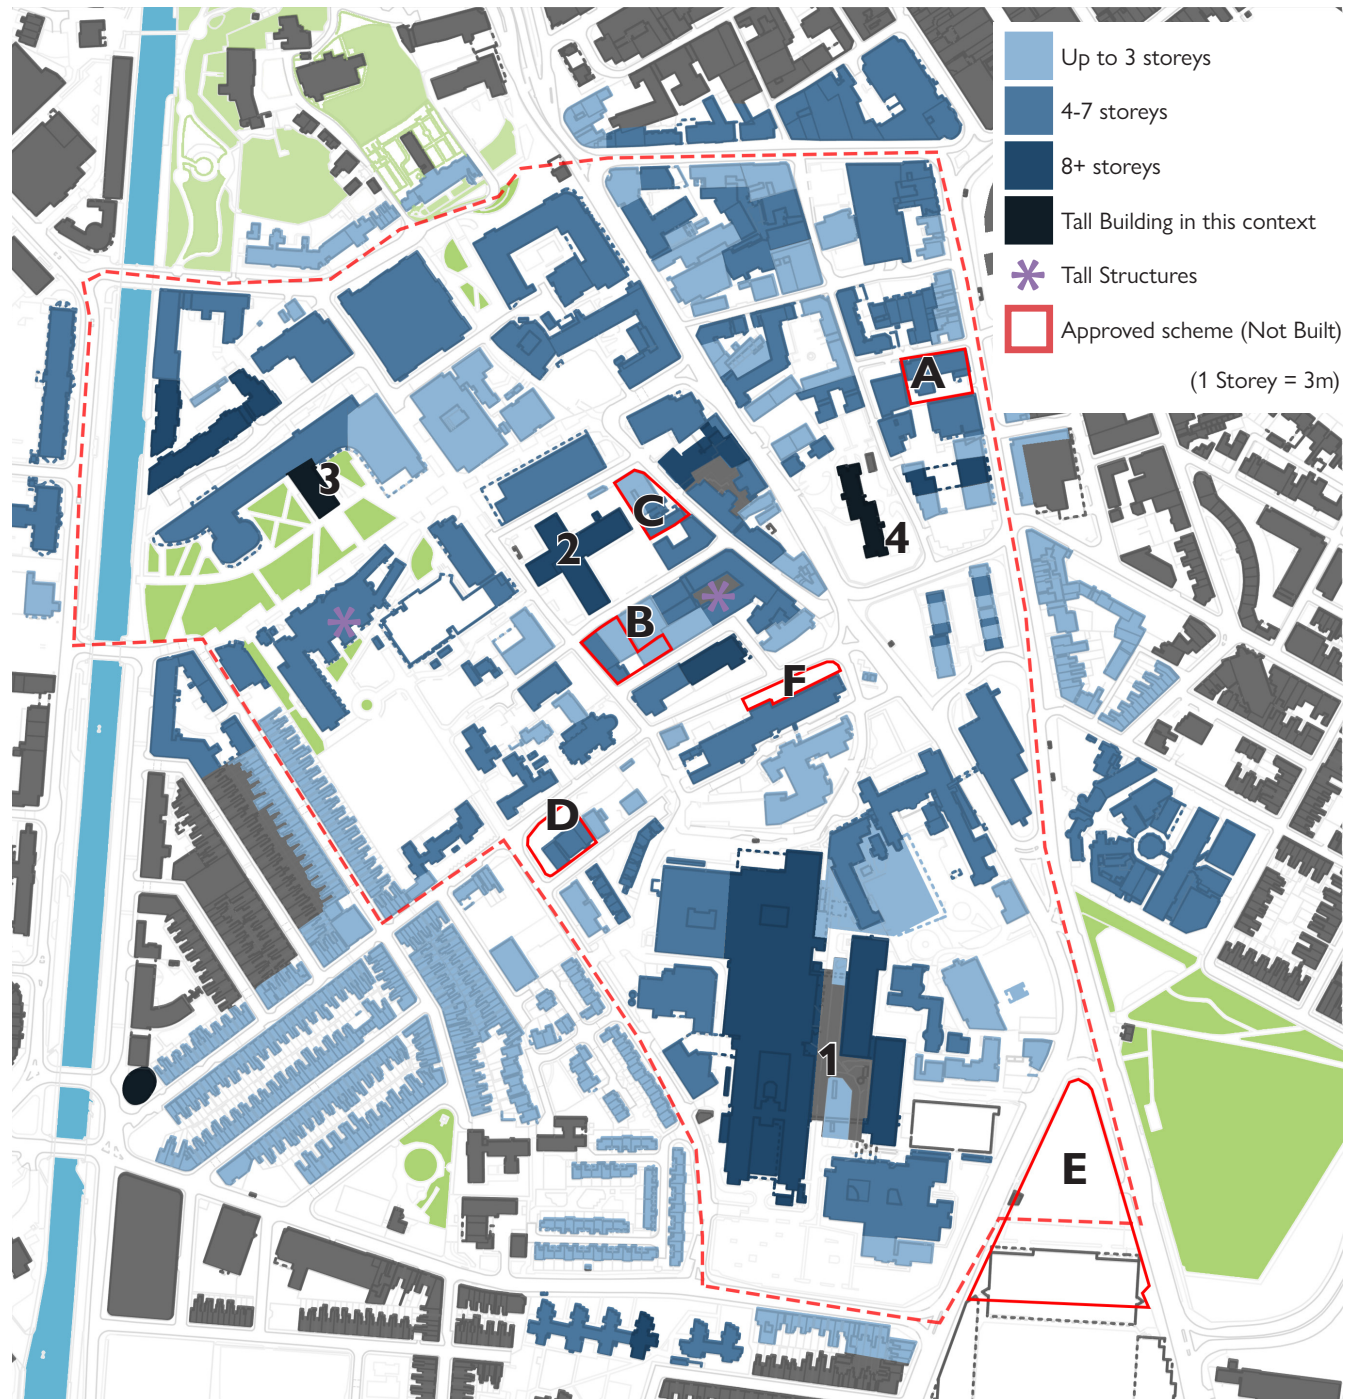 Up to 3 storeys
4-7 storeys
8+ storeys
Tall Building in this context
Tall Structures
Approved scheme (Not Built)
(1 Storey = 3m)
A
3
C
4
2
B
F
D
1
E